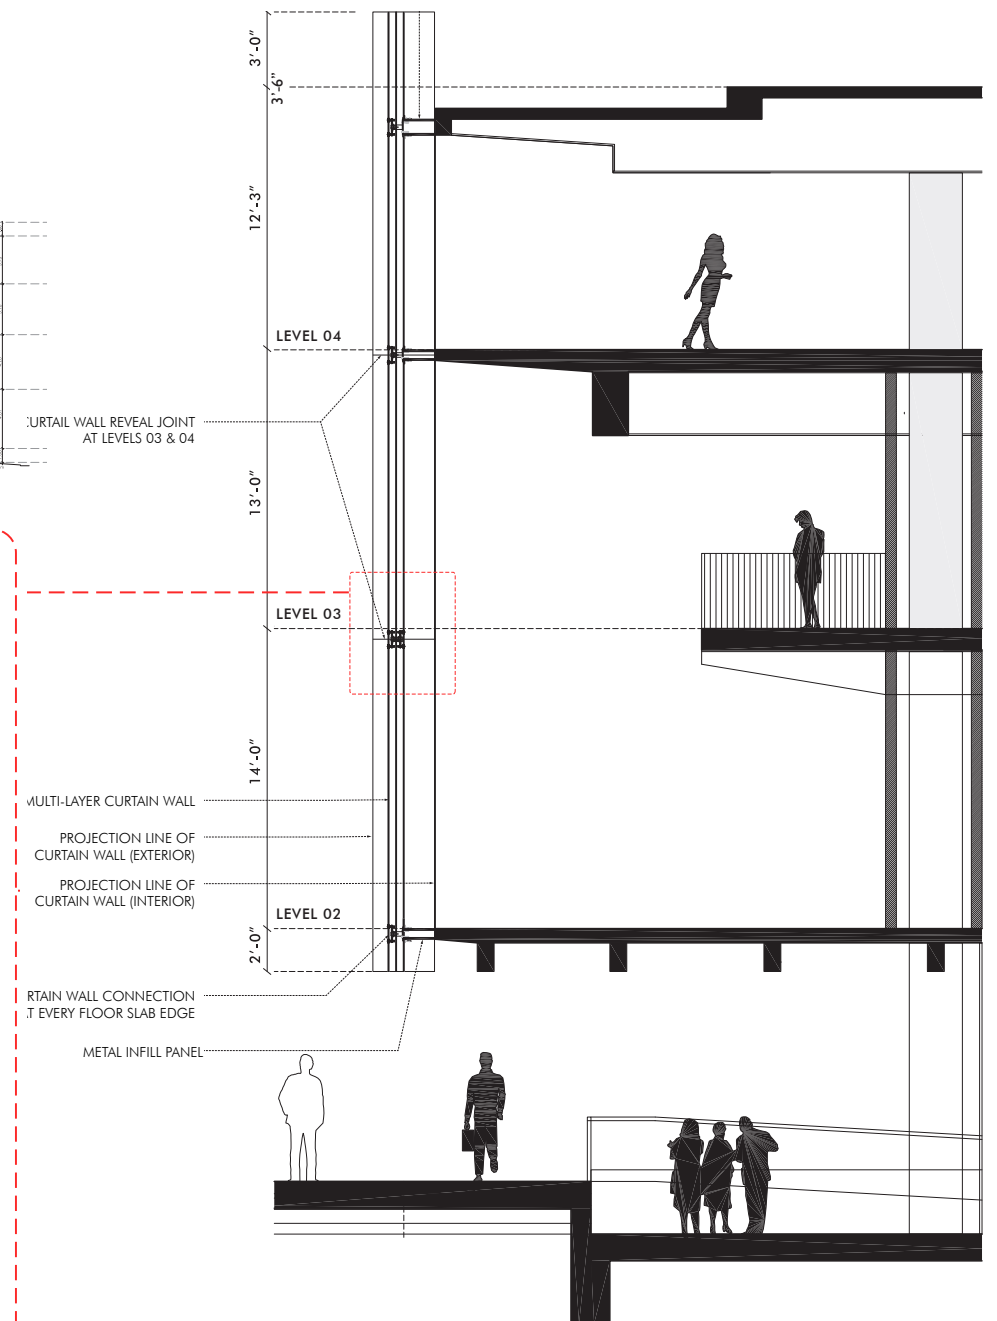 3'-0"
3'-6"
12'-3"
LEVEL 04
CURTAIL WALL REVEAL JOINT
AT LEVELS 03 & 04
13'-0"
LEVEL 03
14'-0"
MULTI-LAYER CURTAIN WALL
PROJECTION LINE OF
CURTAIN WALL (EXTERIOR)
PROJECTION LINE OF
CURTAIN WALL (INTERIOR)
LEVEL 02
2'-0"
RTAIN WALL CONNECTION
T EVERY FLOOR SLAB EDGE
METAL INFILL PANEL